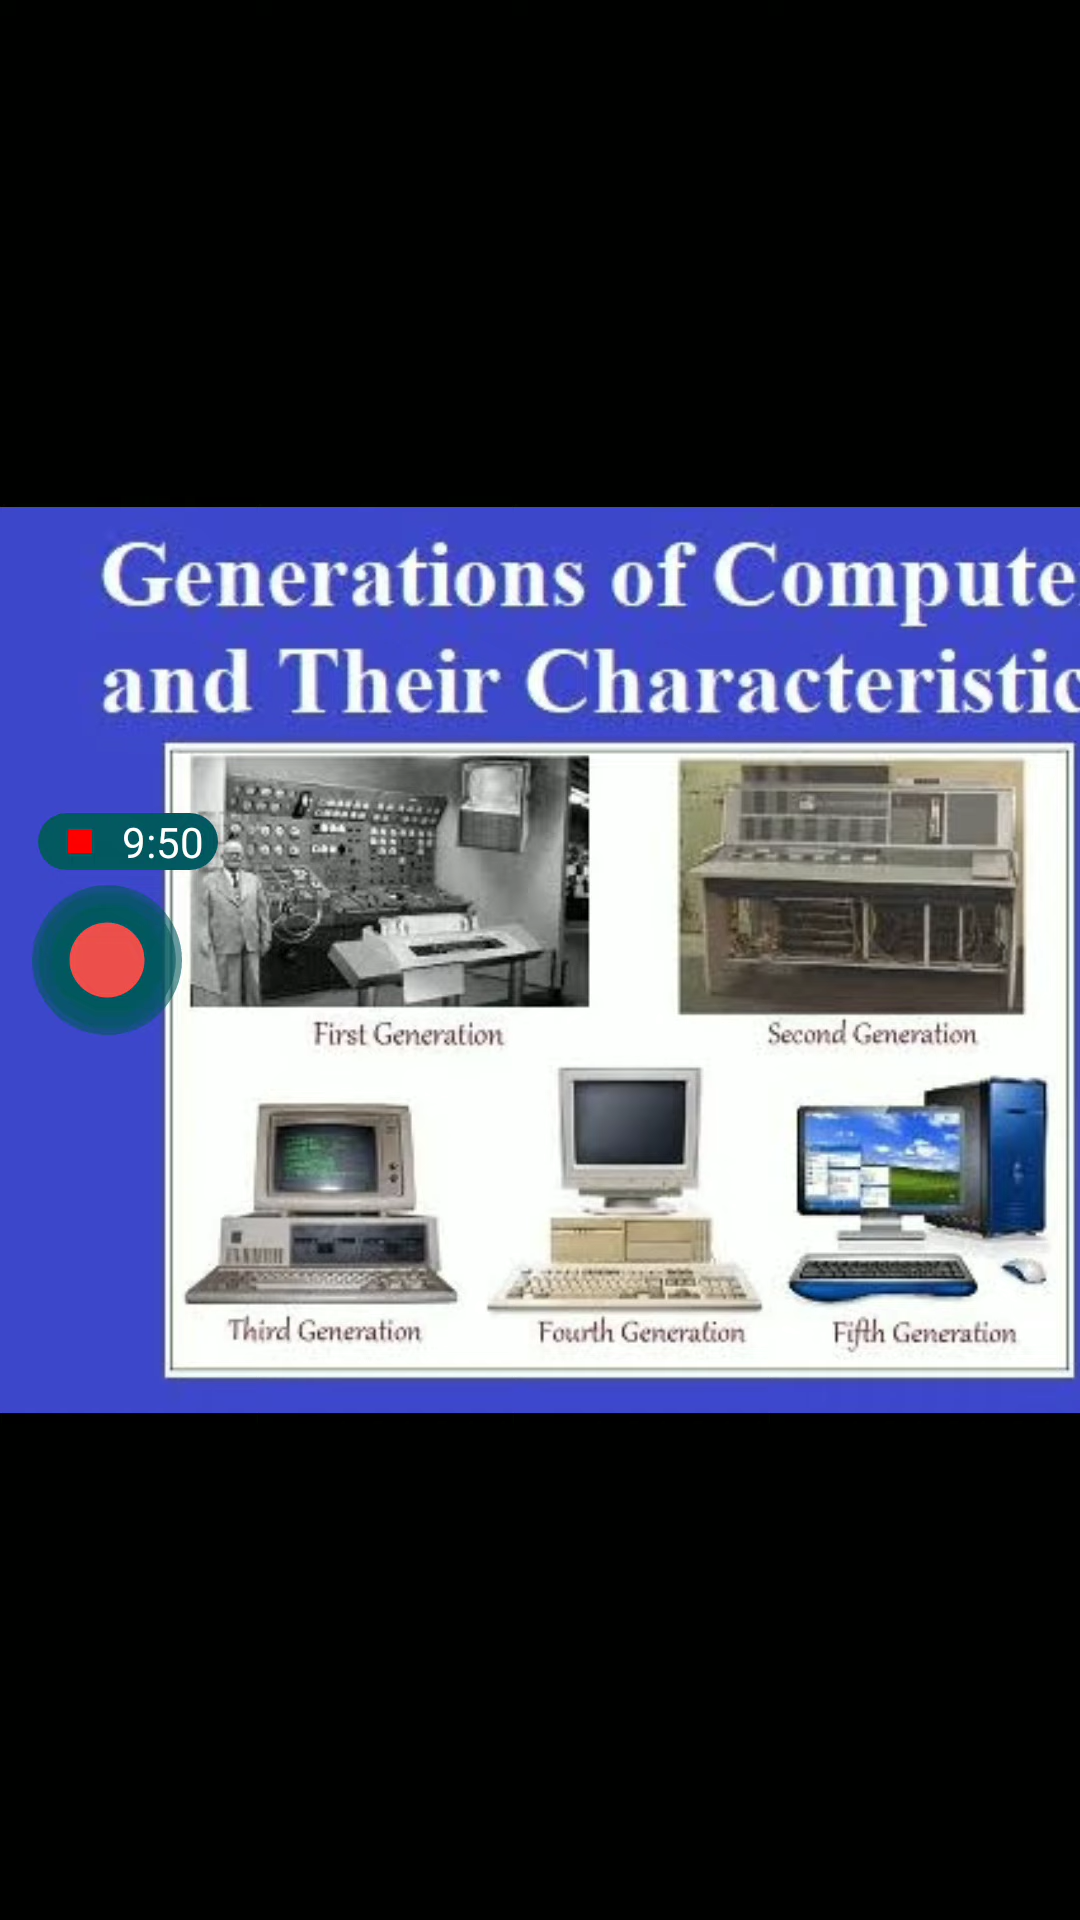 Generations of Compute
and Their Characteristic
9:50
First Generation
Second Generation
Third Generation
Fourth Generation
Fifth Generation